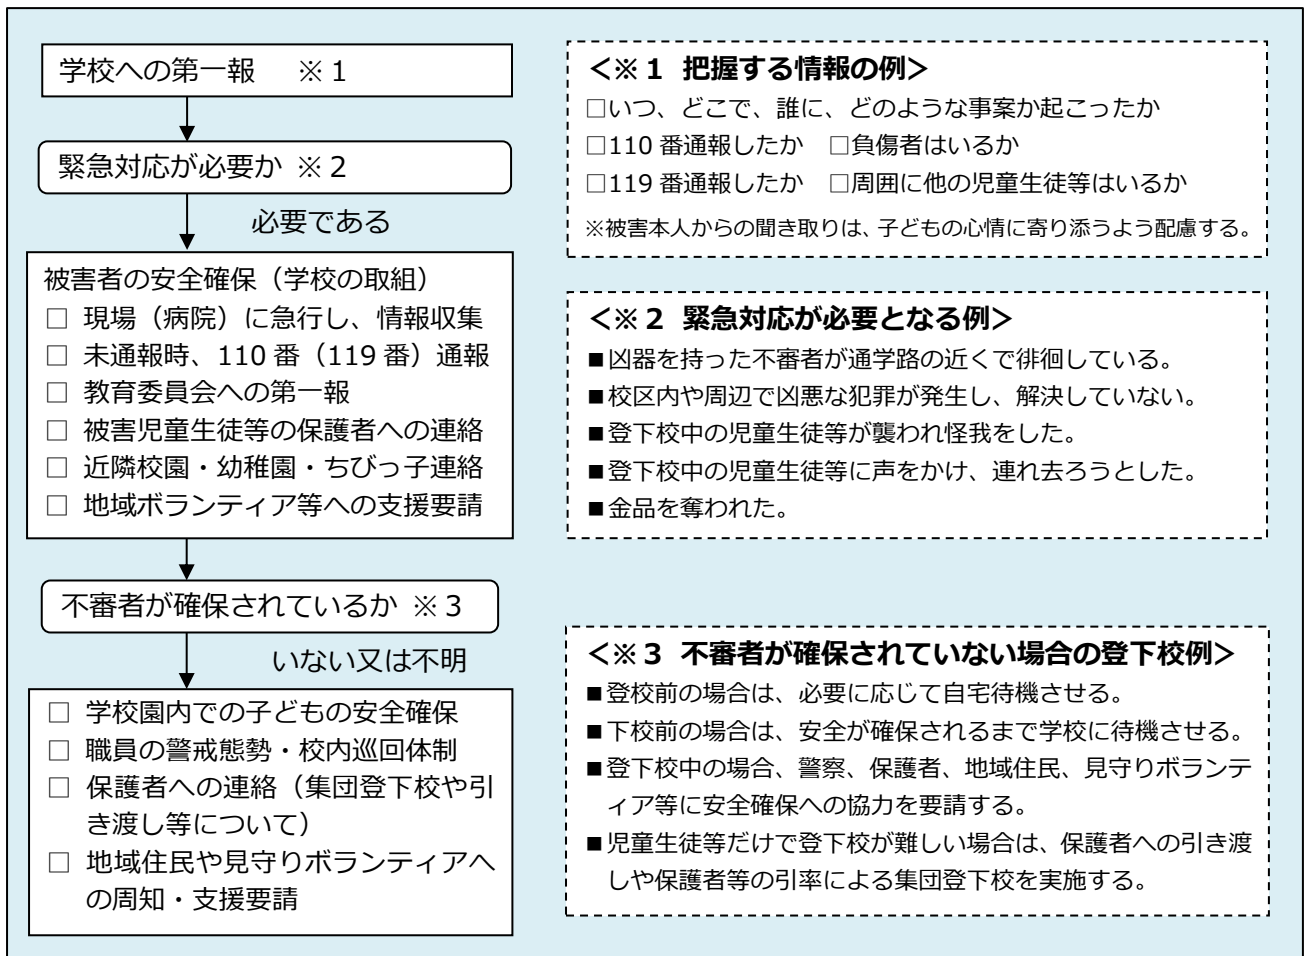 学校への第一報　※１
緊急対応が必要か ※２
必要である
被害者の安全確保（学校の取組）
□ 現場（病院）に急行し、情報収集
□ 未通報時、110 番（119 番）通報
□ 教育委員会への第一報
□ 被害児童生徒等の保護者への連絡
□ 近隣校園・幼稚園・ちびっ子連絡
□ 地域ボランティア等への支援要請
不審者が確保されているか ※３
いない又は不明
□ 学校園内での子どもの安全確保
□ 職員の警戒態勢・校内巡回体制
□ 保護者への連絡（集団登下校や引
き渡し等について）
□ 地域住民や見守りボランティアへ
の周知・支援要請
＜※１ 把握する情報の例＞
□いつ、どこで、誰に、どのような事案か起こったか
□110 番通報したか　□負傷者はいるか
□119 番通報したか　□周囲に他の児童生徒等はいるか
※被害本人からの聞き取りは、子どもの心情に寄り添うよう配慮する。
＜※２ 緊急対応が必要となる例＞
■凶器を持った不審者が通学路の近くで徘徊している。
■校区内や周辺で凶悪な犯罪が発生し、解決していない。
■登下校中の児童生徒等が襲われ怪我をした。
■登下校中の児童生徒等に声をかけ、連れ去ろうとした。
■金品を奪われた。
＜※３ 不審者が確保されていない場合の登下校例＞
■登校前の場合は、必要に応じて自宅待機させる。
■下校前の場合は、安全が確保されるまで学校に待機させる。
■登下校中の場合、警察、保護者、地域住民、見守りボランテ
ィア等に安全確保への協力を要請する。
■児童生徒等だけで登下校が難しい場合は、保護者への引き渡
しや保護者等の引率による集団登下校を実施する。